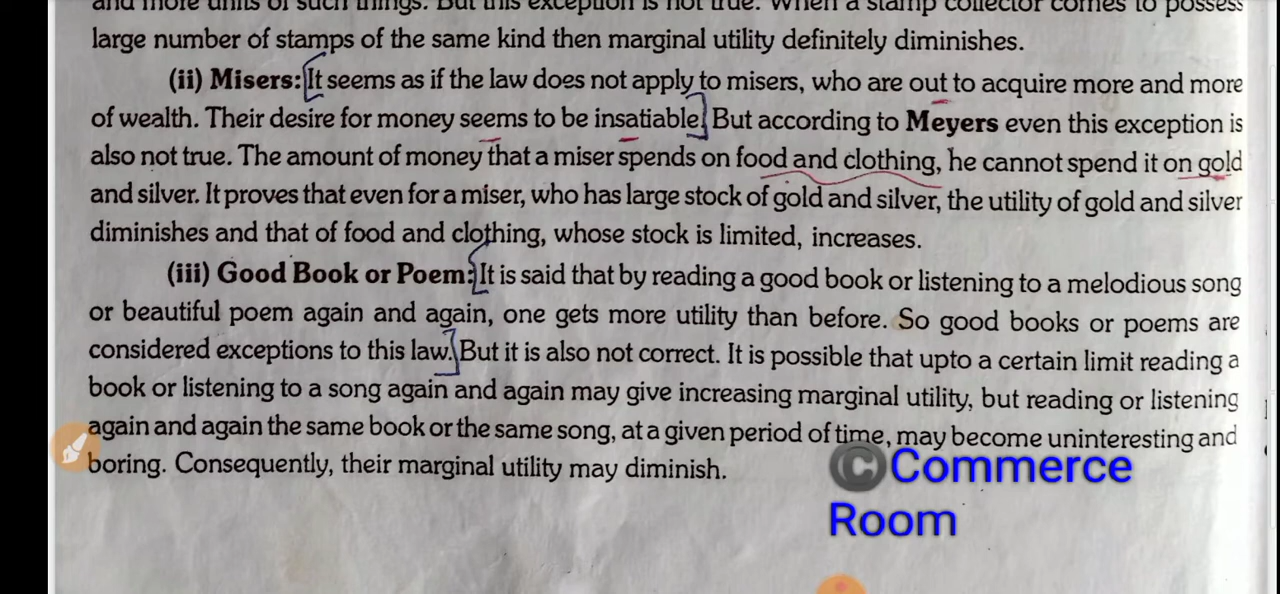 and more units of such things. But this exception is not true. When a stamp collector comes to possess
large number of stamps of the same kind then marginal utility definitely diminishes.
(ii) Misers: It seems as if the law does not apply to misers, who are out to acquire more and more
of wealth. Their desire for money seems to be insatiable. But according to Meyers even this exception is
also not true. The amount of money that a miser spends on food and clothing, he cannot spend it on gold
and silver. It proves that even for a miser, who has large stock of gold and silver, the utility of gold and silver
diminishes and that of food and clothing, whose stock is limited, increases.
(iii) Good Book or Poem: It is said that by reading a good book or listening to a melodious song
or beautiful poem again and again, one gets more utility than before. So good books or poems are
considered exceptions to this law. But it is also not correct. It is possible that upto a certain limit reading a
book or listening to a song again and again may give increasing marginal utility, but reading or listening
again and again the same book or the same song, at a given period of time, may become uninteresting and
boring. Consequently, their marginal utility may diminish.
©Commerce
Room